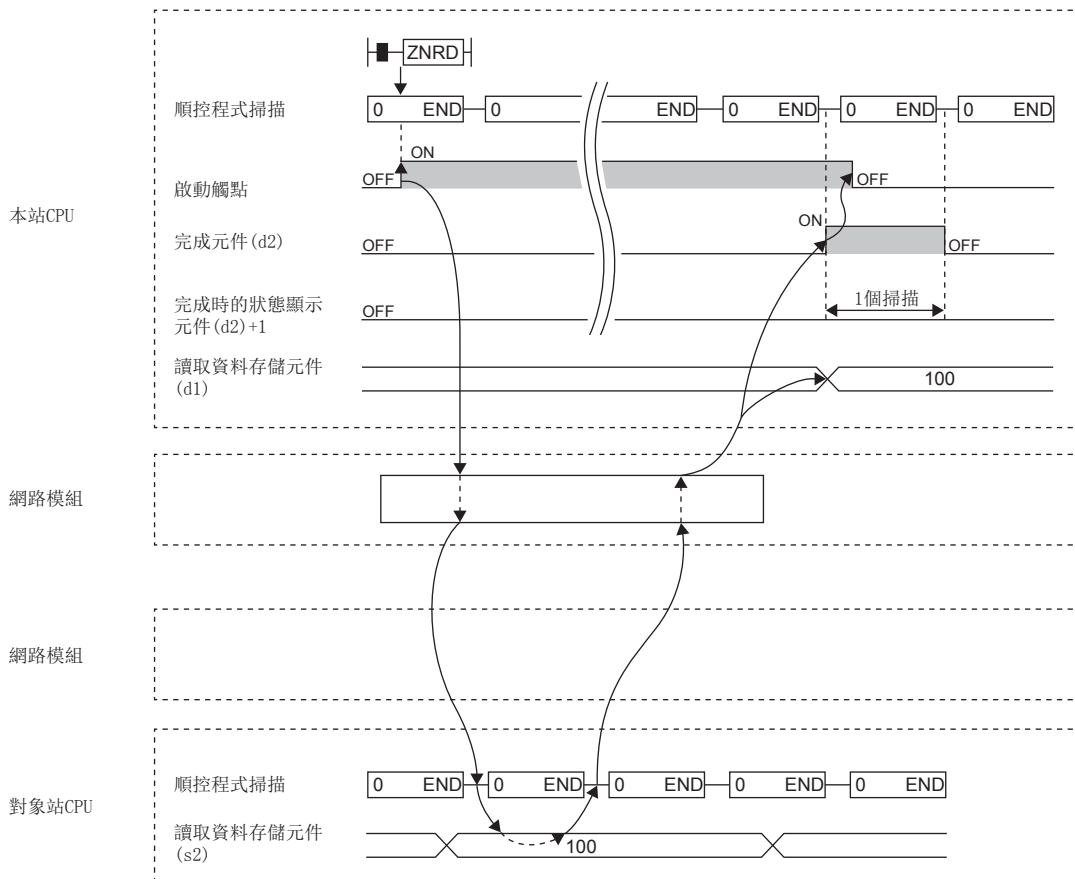 ZNRD
順控程式掃描
0 END 0 END 0 END 0 END 0 END
ON
啟動觸點
OFF
OFF
本站CPU
ON
完成元件(d2)
OFF
OFF
1個掃描
完成時的狀態顯示
元件(d2)+1
OFF
讀取資料存儲元件
(d1)
100
網路模組
網路模組
順控程式掃描
0 END 0 END 0 END 0 END 0 END
對象站CPU
讀取資料存儲元件
(s2)
100